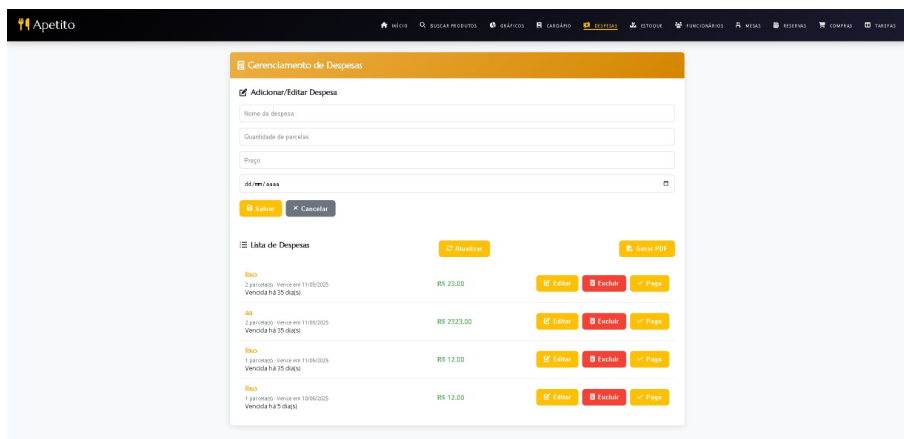 Apetito
INÍCIO BUSCAR PRODUTOS GRÁFICOS CARDÁPIO DESPESAS ESTOQUE FUNCIONÁRIOS MESAS RESERVAS COMPRAS TAREFAS
Gerenciamento de Despesas
Adicionar/Editar Despesa
Nome da despesa
Quantidade de parcelas
Preço
dd/mm/aaaa
Salvar Cancelar
Lista de Despesas Atualizar Gerar PDF
lixo
2 parcela(s) · Vence em 11/05/2025
Vencida há 35 dia(s)
R$ 23.00 Editar Excluir Pago
aa
2 parcela(s) · Vence em 11/05/2025
Vencida há 35 dia(s)
R$ 2323.00 Editar Excluir Pago
lixo
1 parcela(s) · Vence em 11/05/2025
Vencida há 35 dia(s)
R$ 12.00 Editar Excluir Pago
lixo
1 parcela(s) · Vence em 10/06/2025
Vencida há 5 dia(s)
R$ 12.00 Editar Excluir Pago